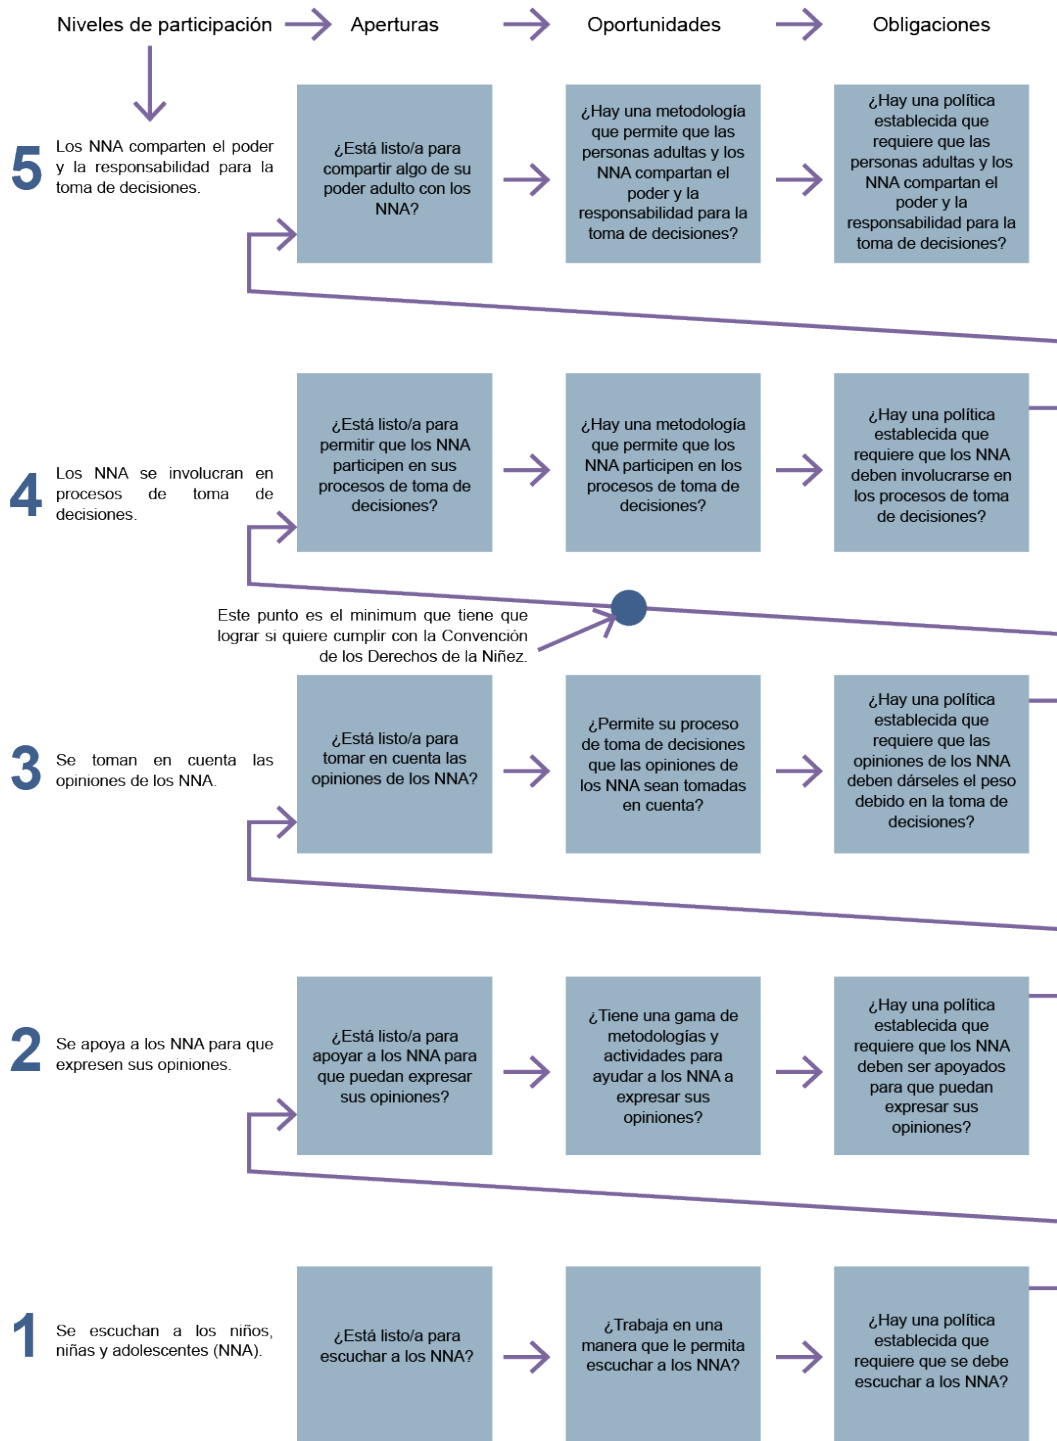 Niveles de participación
Aperturas
Oportunidades
Obligaciones
5
Los NNA comparten el poder
y la responsabilidad para la
toma de decisiones.
¿Está listo/a para
compartir algo de su
poder adulto con los
NNA?
¿Hay una metodología
que permite que las
personas adultas y los
NNA compartan el
poder y la
responsabilidad para la
toma de decisiones?
¿Hay una política
establecida que
requiere que las
personas adultas y los
NNA compartan el
poder y la
responsabilidad para la
toma de decisiones?
4
Los NNA se involucran en
procesos de toma de
decisiones.
¿Está listo/a para
permitir que los NNA
participen en sus
procesos de toma de
decisiones?
¿Hay una metodología
que permite que los
NNA participen en los
procesos de toma de
decisiones?
¿Hay una política
establecida que
requiere que los NNA
deben involucrarse en
los procesos de toma
de decisiones?
Este punto es el minimum que tiene que
lograr si quiere cumplir con la Convención
de los Derechos de la Niñez.
3
Se toman en cuenta las
opiniones de los NNA.
¿Está listo/a para
tomar en cuenta las
opiniones de los NNA?
¿Permite su proceso
de toma de decisiones
que las opiniones de
los NNA sean tomadas
en cuenta?
¿Hay una política
establecida que
requiere que las
opiniones de los NNA
deben dárseles el peso
debido en la toma de
decisiones?
2
Se apoya a los NNA para que
expresen sus opiniones.
¿Está listo/a para
apoyar a los NNA para
que puedan expresar
sus opiniones?
¿Tiene una gama de
metodologías y
actividades para
ayudar a los NNA a
expresar sus
opiniones?
¿Hay una política
establecida que
requiere que los NNA
deben ser apoyados
para que puedan
expresar sus
opiniones?
1
Se escuchan a los niños,
niñas y adolescentes (NNA).
¿Está listo/a para
escuchar a los NNA?
¿Trabaja en una
manera que le permita
escuchar a los NNA?
¿Hay una política
establecida que
requiere que se debe
escuchar a los NNA?